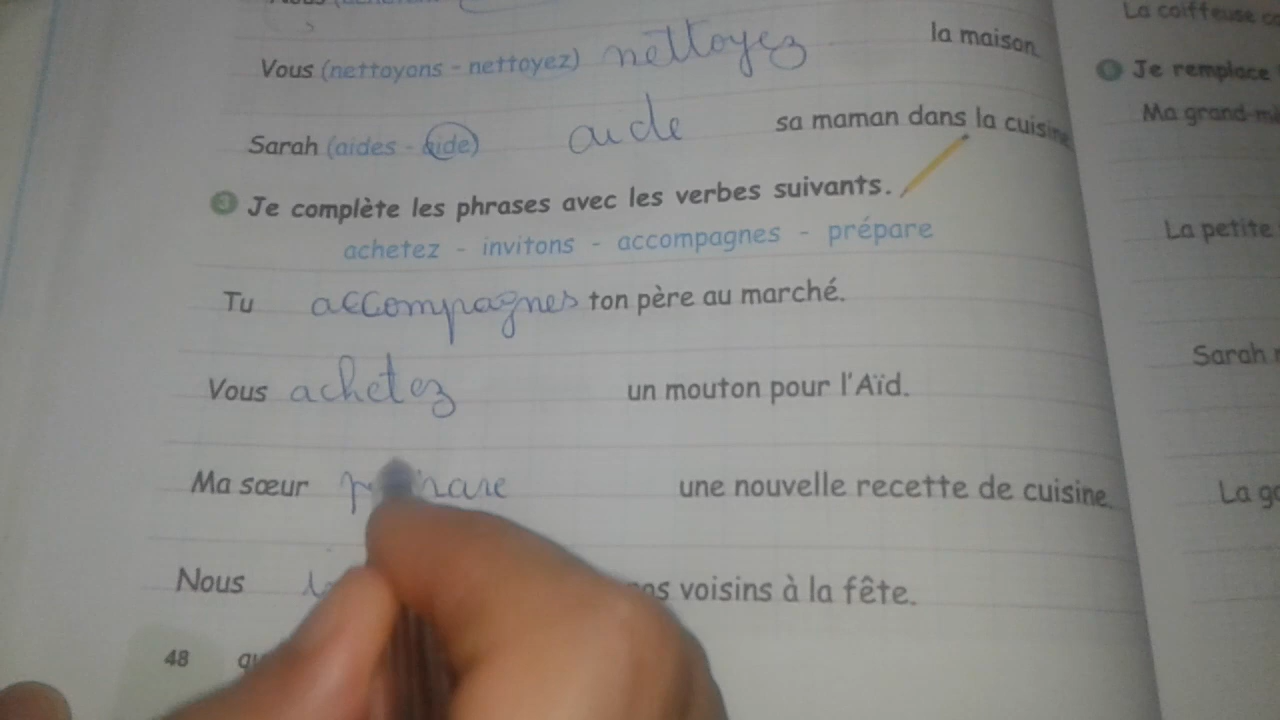 Vous (nettoyons - nettoyez) nettoyez la maison
Sarah (aides - aide) aide sa maman dans la cuisine
3 Je complète les phrases avec les verbes suivants.
achetez - invitons - accompagnes - prépare
Tu accompagnes ton père au marché.
Vous achetez un mouton pour l'Aïd.
Ma sœur une nouvelle recette de cuisine.
Nous voisins à la fête.
48
La coiffeuse
Je remplace
Ma
La petite
Sarah
La